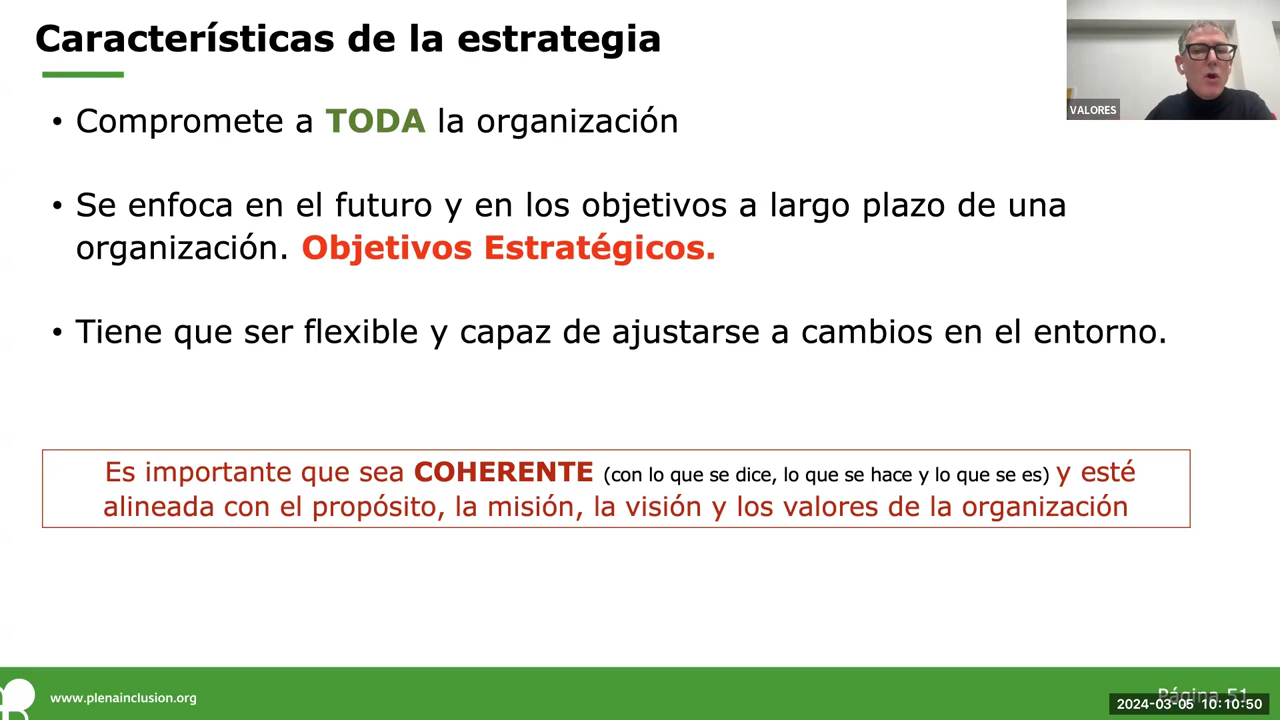 Características de la estrategia
VALORES
• Compromete a TODA la organización
• Se enfoca en el futuro y en los objetivos a largo plazo de una
organización. Objetivos Estratégicos.
• Tiene que ser flexible y capaz de ajustarse a cambios en el entorno.
Es importante que sea COHERENTE (con lo que se dice, lo que se hace y lo que se es) y esté
alineada con el propósito, la misión, la visión y los valores de la organización
www.plenainclusion.org
Página 51
2024-03-05 10:10:50